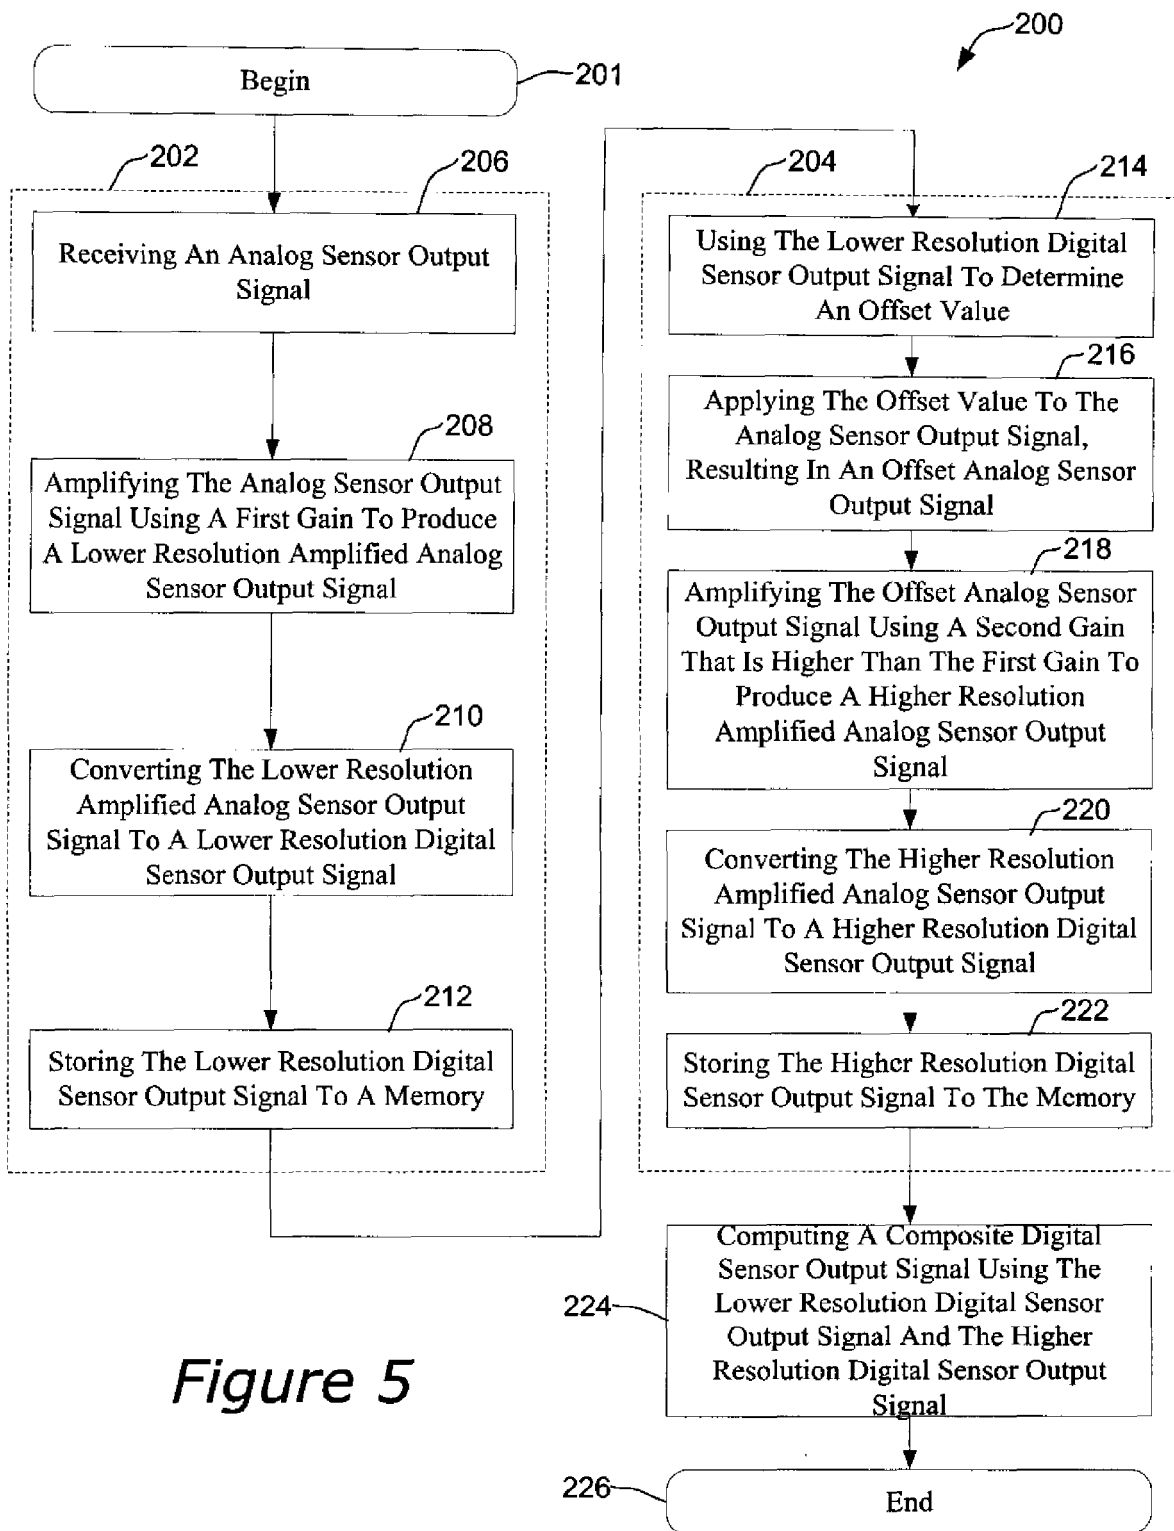 200
Begin
201
202
206
Receiving An Analog Sensor Output
Signal
208
Amplifying The Analog Sensor Output
Signal Using A First Gain To Produce
A Lower Resolution Amplified Analog
Sensor Output Signal
210
Converting The Lower Resolution
Amplified Analog Sensor Output
Signal To A Lower Resolution Digital
Sensor Output Signal
212
Storing The Lower Resolution Digital
Sensor Output Signal To A Memory
204
214
Using The Lower Resolution Digital
Sensor Output Signal To Determine
An Offset Value
216
Applying The Offset Value To The
Analog Sensor Output Signal,
Resulting In An Offset Analog Sensor
Output Signal
218
Amplifying The Offset Analog Sensor
Output Signal Using A Second Gain
That Is Higher Than The First Gain To
Produce A Higher Resolution
Amplified Analog Sensor Output
Signal
220
Converting The Higher Resolution
Amplified Analog Sensor Output
Signal To A Higher Resolution Digital
Sensor Output Signal
222
Storing The Higher Resolution Digital
Sensor Output Signal To The Memory
224
Computing A Composite Digital
Sensor Output Signal Using The
Lower Resolution Digital Sensor
Output Signal And The Higher
Resolution Digital Sensor Output
Signal
226
End
Figure 5